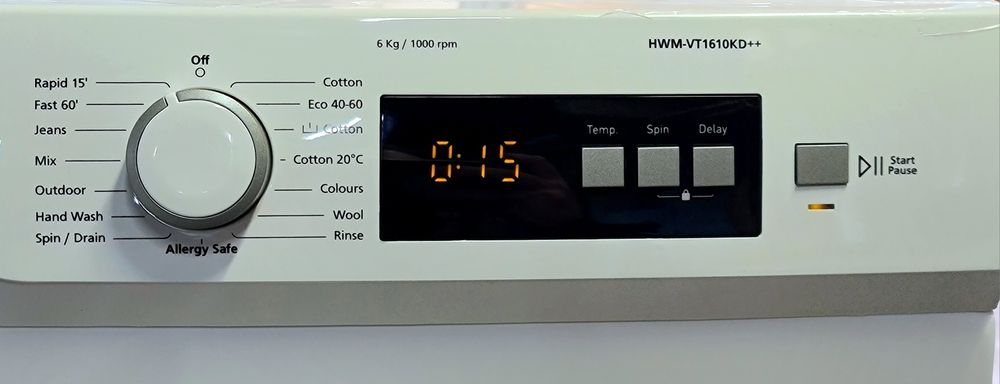 6 Kg / 1000 rpm
HWM-VT1610KD++
Off
Rapid 15'
Fast 60'
Jeans
Mix
Outdoor
Hand Wash
Spin / Drain
Allergy Safe
Cotton
Eco 40-60
Cotton
Cotton 20°C
Colours
Wool
Rinse
0:15
Temp.
Spin
Delay
Start
Pause